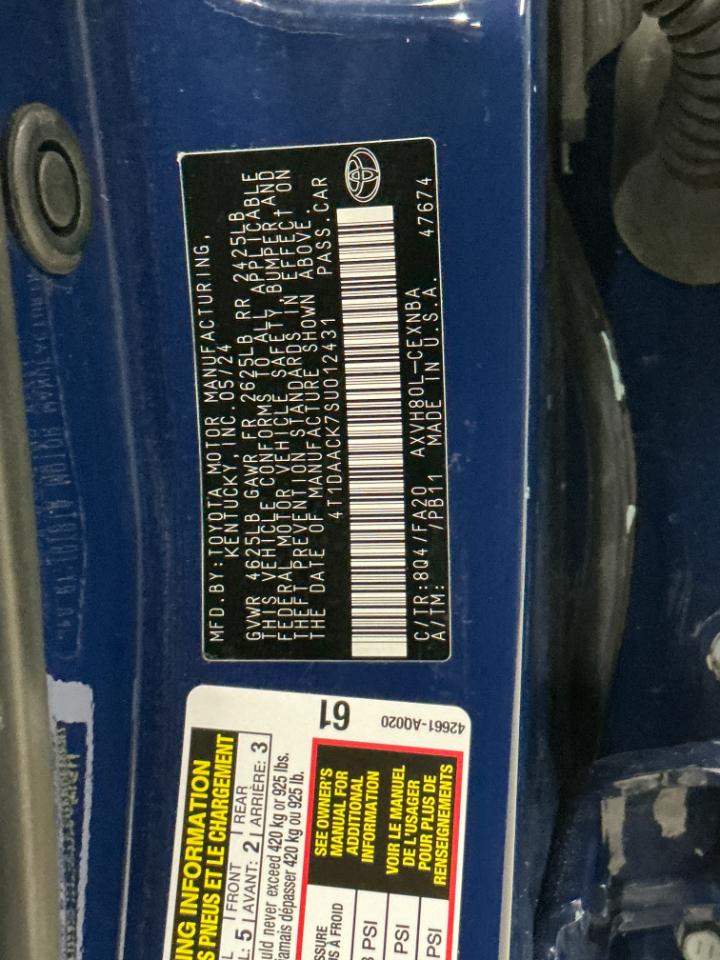 MFD.BY:TOYOTA MOTOR MANUFACTURING,
KENTUCKY, INC. 05/24
GVWR 4625LB GAWR FR 2625LB RR 2425LB
THIS VEHICLE CONFORMS TO ALL APPLICABLE
FEDERAL MOTOR VEHICLE SAFETY, BUMPER AND
THEFT PREVENTION STANDARDS IN EFFECT ON
THE DATE OF MANUFACTURE SHOWN ABOVE.
4T1DAACK7SU012431 PASS.CAR
C/TR:8Q4/FA20 AXVH80L-CEXNBA
A/TM: /PB11 MADE IN U.S.A. 47674
ING INFORMATION
S PNEUS ET LE CHARGEMENT
FRONT REAR
5 AVANT: 2 ARRIÈRE: 3
uld never exceed 420 kg or 925 lbs.
jamais dépasser 420 kg ou 925 lb.
61
42661-AQ020
SEE OWNER'S
MANUAL FOR
ADDITIONAL
INFORMATION
VOIR LE MANUEL
DE L'USAGER
POUR PLUS DE
RENSEIGNEMENTS
SSURE
S À FROID
PSI
PSI
PSI